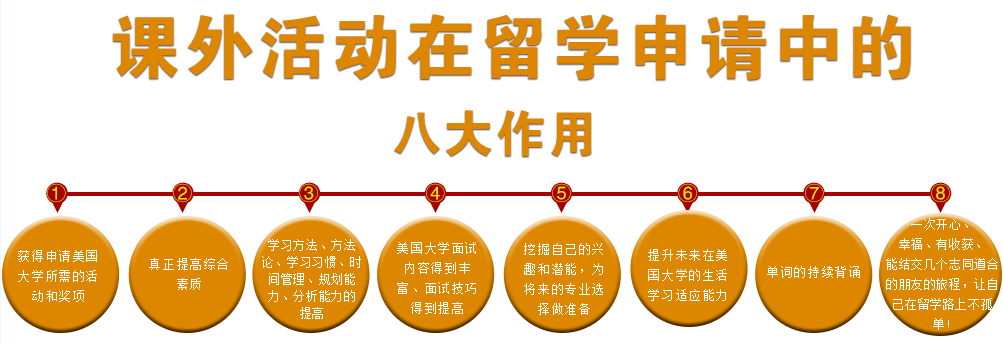 课外活动在留学申请中的
八大作用
1
2
3
4
5
6
7
8
获得申请美国
大学所需的活
动和奖项
真正提高综合
素质
学习方法、方法
论、学习习惯、时
间管理、规划能
力、分析能力的
提高
美国大学面试
内容得到丰
富、面试技巧
得到提高
挖掘自己的兴
趣和潜能，为
将来的专业选
择做准备
提升未来在美
国大学的生活
学习适应能力
单词的持续背诵
一次开心、
幸福、有收获、
能结交几个志同道合
的朋友的旅程，让自
己在留学路上不孤
单！